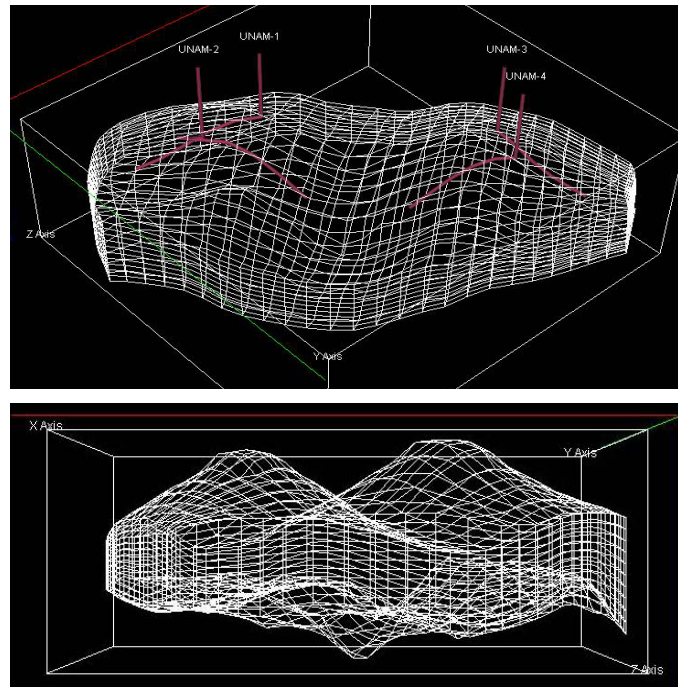 UNAM-1
UNAM-2
UNAM-3
UNAM-4
Z Axis
Y Axis
X Axis
Y Axis
Z Axis